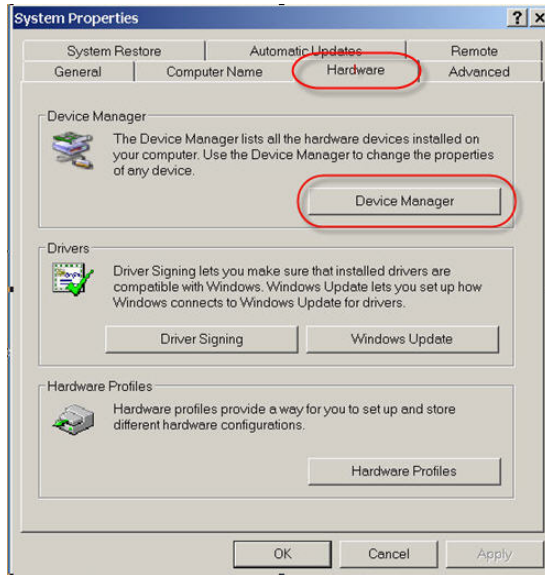 System Properties
System Restore Automatic Updates Remote
General Computer Name Hardware Advanced
Device Manager
The Device Manager lists all the hardware devices installed on
your computer. Use the Device Manager to change the properties
of any device.
Device Manager
Drivers
Driver Signing lets you make sure that installed drivers are
compatible with Windows. Windows Update lets you set up how
Windows connects to Windows Update for drivers.
Driver Signing Windows Update
Hardware Profiles
Hardware profiles provide a way for you to set up and store
different hardware configurations.
Hardware Profiles
OK Cancel Apply